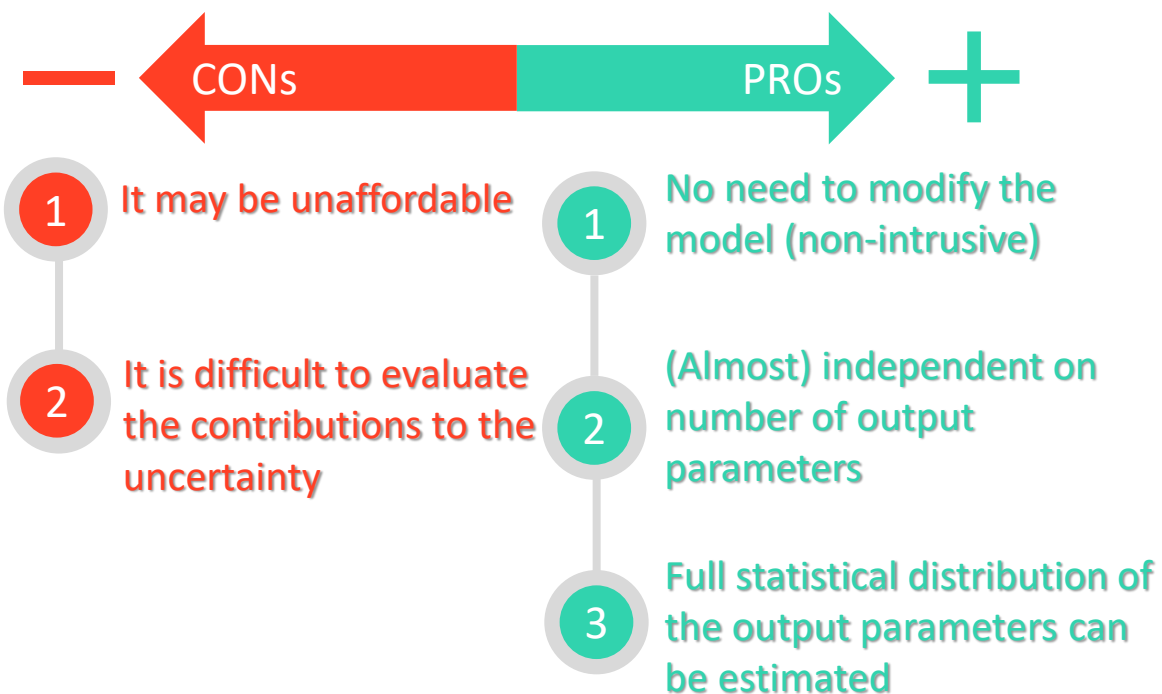 CONs
PROs
1
It may be unaffordable
2
It is difficult to evaluate
the contributions to the
uncertainty
1
No need to modify the
model (non-intrusive)
2
(Almost) independent on
number of output
parameters
3
Full statistical distribution of
the output parameters can
be estimated